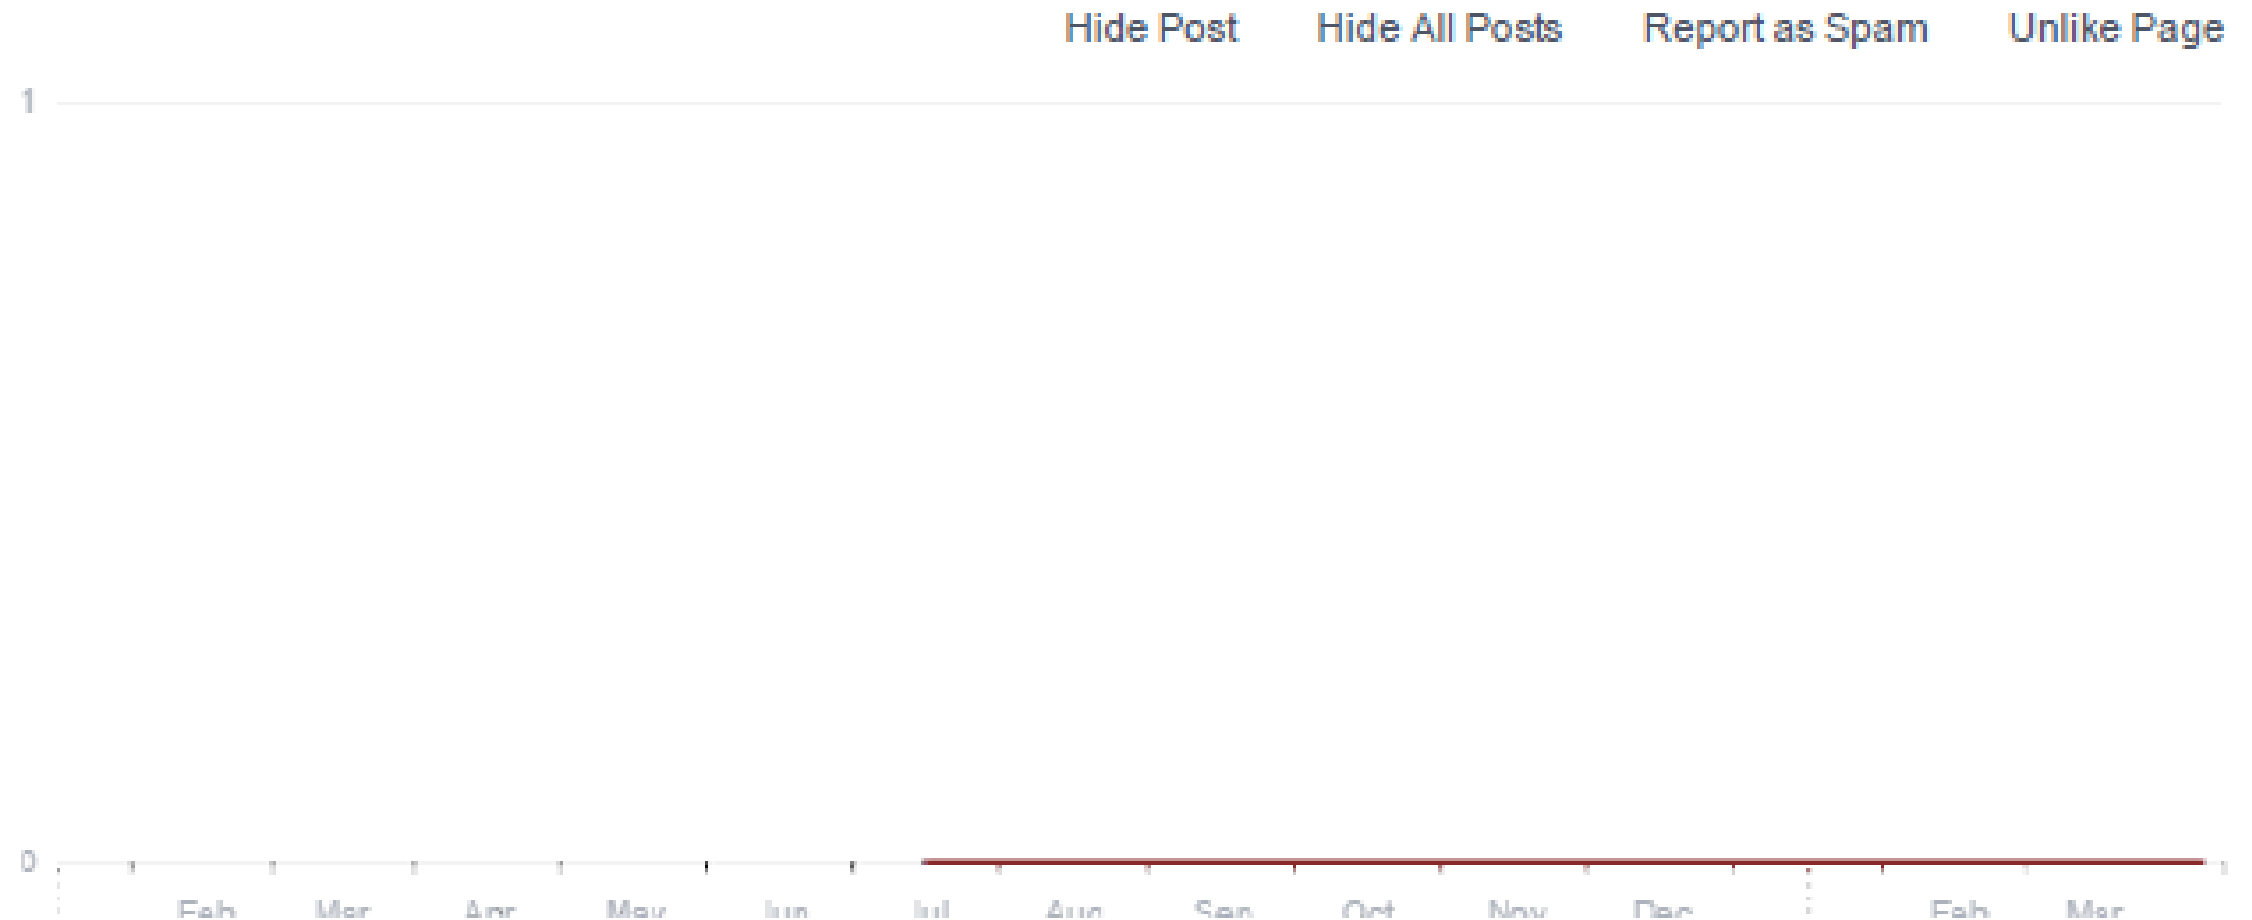 Hide Post Hide All Posts Report as Spam Unlike Page
1
0
Feb Mar Apr May Jun Jul Aug Sep Oct Nov Dec Feb Mar